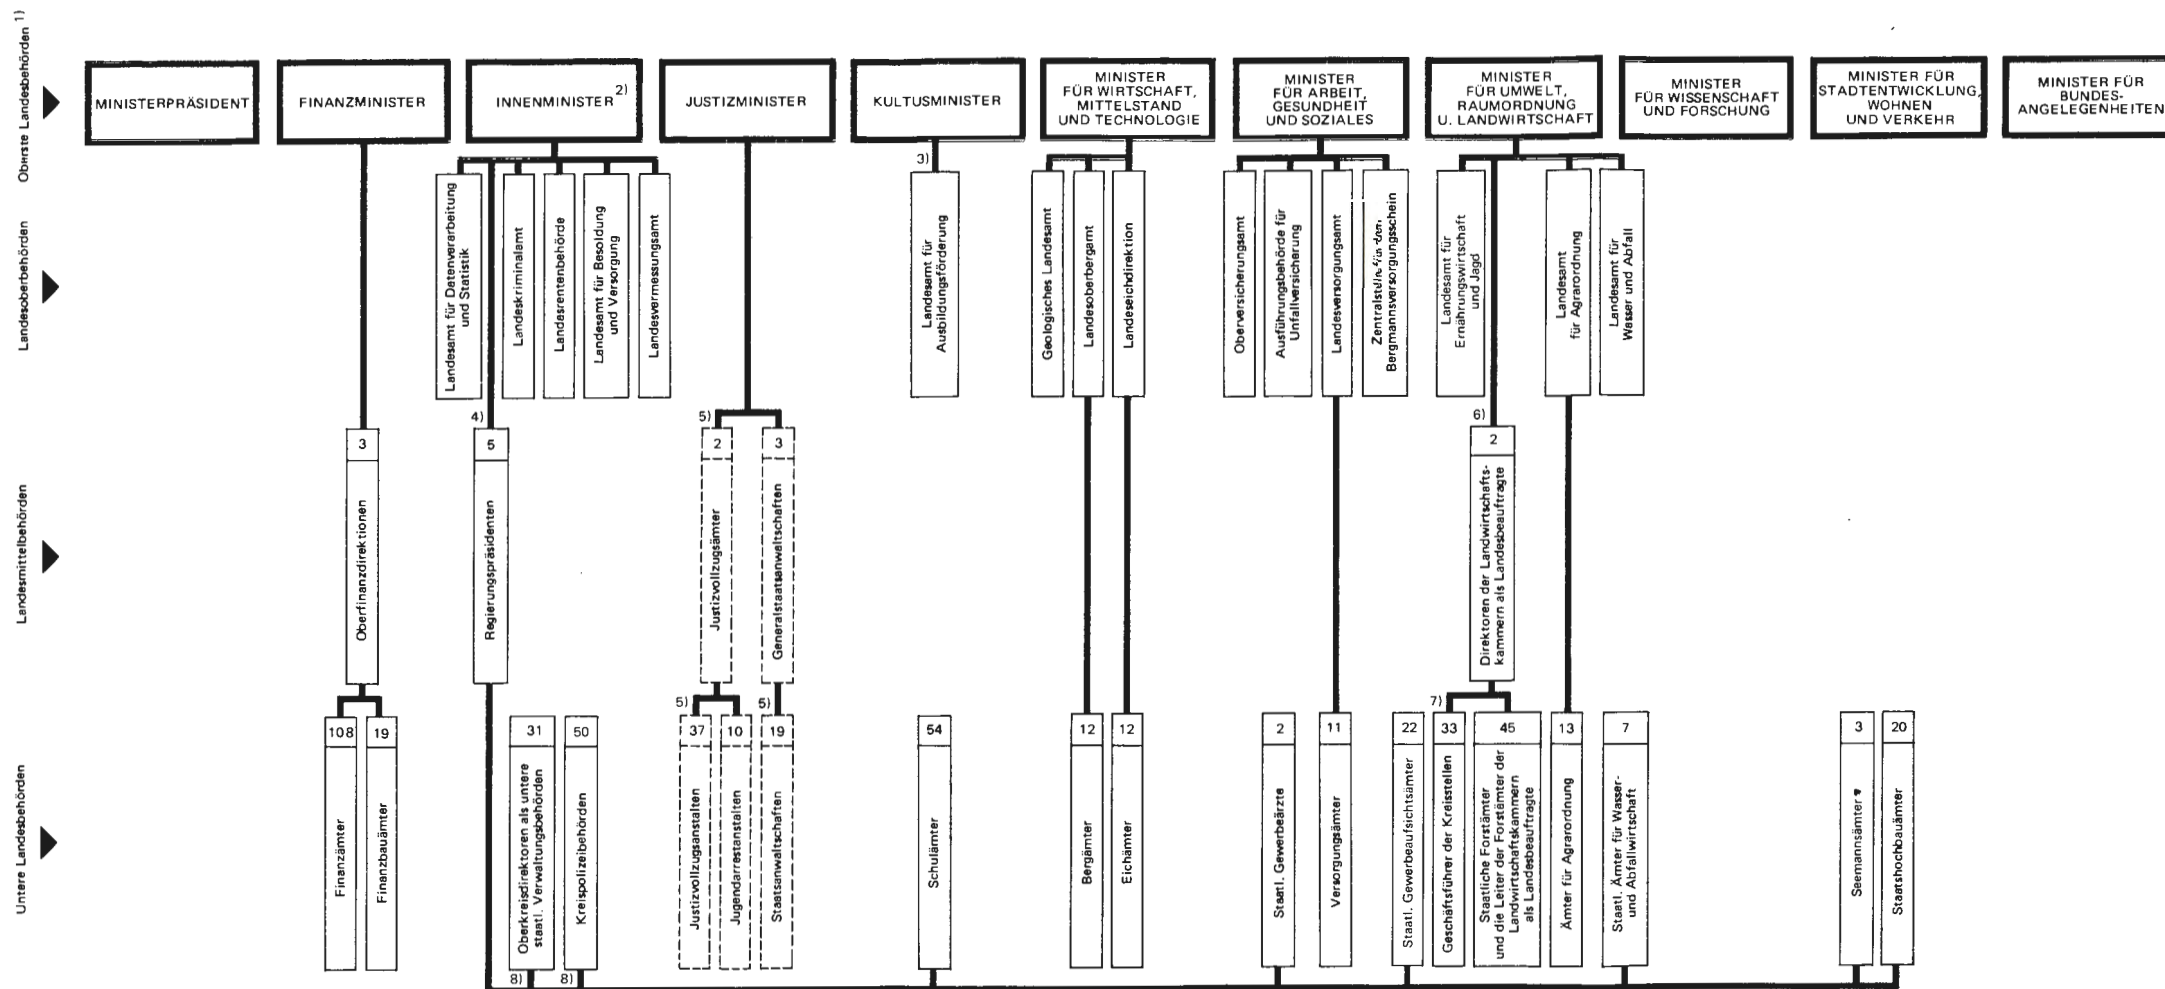 Oberste Landesbehörden 1)
MINISTERPRÄSIDENT
FINANZMINISTER
INNENMINISTER 2)
JUSTIZMINISTER
KULTUSMINISTER
MINISTER
FÜR WIRTSCHAFT,
MITTELSTAND
UND TECHNOLOGIE
MINISTER
FÜR ARBEIT,
GESUNDHEIT
UND SOZIALES
MINISTER
FÜR UMWELT,
RAUMORDNUNG
U. LANDWIRTSCHAFT
MINISTER
FÜR WISSENSCHAFT
UND FORSCHUNG
MINISTER FÜR
STADTENTWICKLUNG,
WOHNEN
UND VERKEHR
MINISTER FÜR
BUNDES-
ANGELEGENHEITEN
Landesoberbehörden
Landesamt für Datenverarbeitung
und Statistik
Landeskriminalamt
Landesrentenbehörde
Landesamt für Besoldung
und Versorgung
Landesvermessungsamt
3)
Landesamt für
Ausbildungsförderung
Geologisches Landesamt
Landesoberbergamt
Landeseichdirektion
Oberversicherungsamt
Ausführungsbehörde für
Unfallversicherung
Landesversorgungsamt
Zentralstelle für den
Bergmannsversorgungsschein
Landesamt für
Ernährungswirtschaft
und Jagd
Landesamt
für Agrarordnung
Landesamt für
Wasser und Abfall
Landesmittelbehörden
3
Oberfinanzdirektionen
4)
5
Regierungspräsidenten
5)
2
Justizvollzugsämter
3
Generalstaatsanwaltschaften
6)
2
Direktoren der Landwirtschafts-
kammern als Landesbeauftragte
Untere Landesbehörden
108
Finanzämter
19
Finanzbauämter
31
Oberkreisdirektoren als untere
staatl. Verwaltungsbehörden
8)
50
Kreispolizeibehörden
8)
5)
37
Justizvollzugsanstalten
10
Jugendarrestanstalten
5)
19
Staatsanwaltschaften
54
Schulämter
12
Bergämter
12
Eichämter
2
Staatl. Gewerbeärzte
11
Versorgungsämter
22
Staatl. Gewerbeaufsichtsämter
7)
33
Geschäftsführer der Kreisstellen
45
Staatliche Forstämter
und die Leiter der Forstämter der
Landwirtschaftskammern
als Landesbeauftragte
13
Ämter für Agrarordnung
7
Staatl. Ämter für Wasser-
und Abfallwirtschaft
3
Seemannsämter
20
Staatshochbauämter